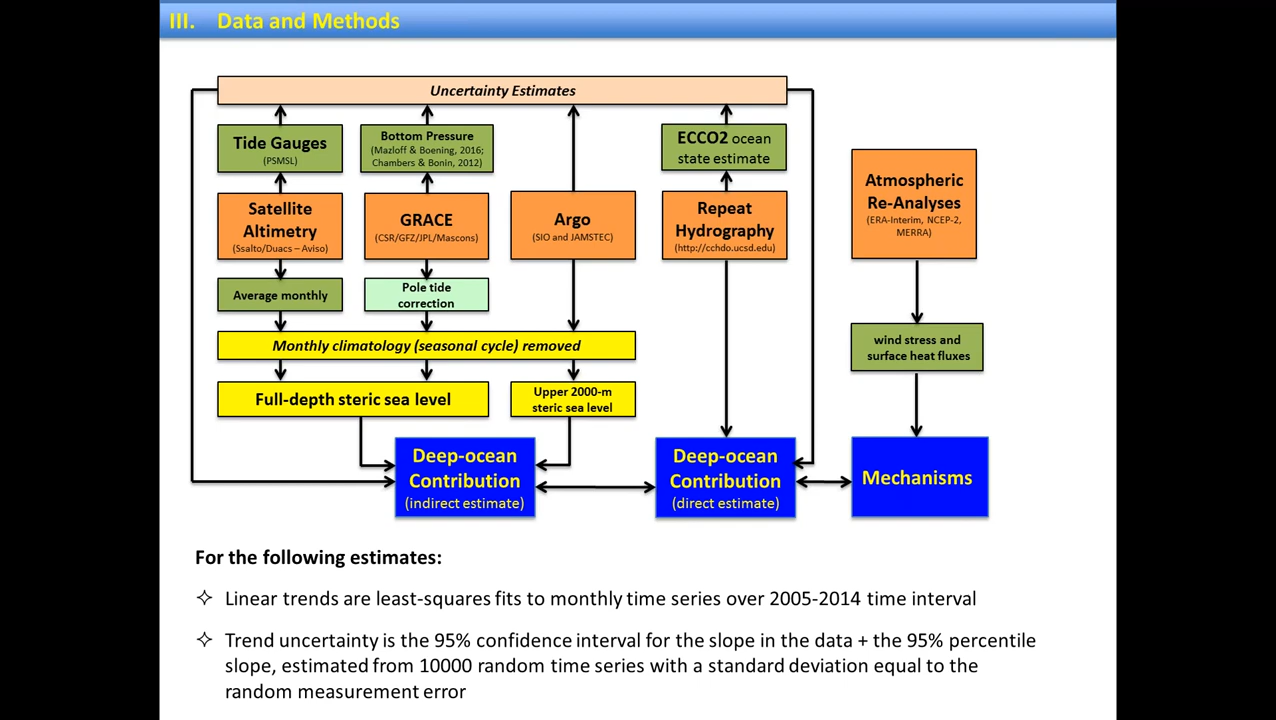 III. Data and Methods
Uncertainty Estimates
Tide Gauges
(PSMSL)
Bottom Pressure
(Mazloff & Boening, 2016;
Chambers & Bonin, 2012)
ECCO2 ocean
state estimate
Satellite
Altimetry
(Ssalto/Duacs – Aviso)
GRACE
(CSR/GFZ/JPL/Mascons)
Argo
(SIO and JAMSTEC)
Repeat
Hydrography
(http://cchdo.ucsd.edu)
Atmospheric
Re-Analyses
(ERA-Interim, NCEP-2,
MERRA)
Average monthly
Pole tide
correction
Monthly climatology (seasonal cycle) removed
wind stress and
surface heat fluxes
Full-depth steric sea level
Upper 2000-m
steric sea level
Deep-ocean
Contribution
(indirect estimate)
Deep-ocean
Contribution
(direct estimate)
Mechanisms
For the following estimates:
✧ Linear trends are least-squares fits to monthly time series over 2005-2014 time interval
✧ Trend uncertainty is the 95% confidence interval for the slope in the data + the 95% percentile
slope, estimated from 10000 random time series with a standard deviation equal to the
random measurement error